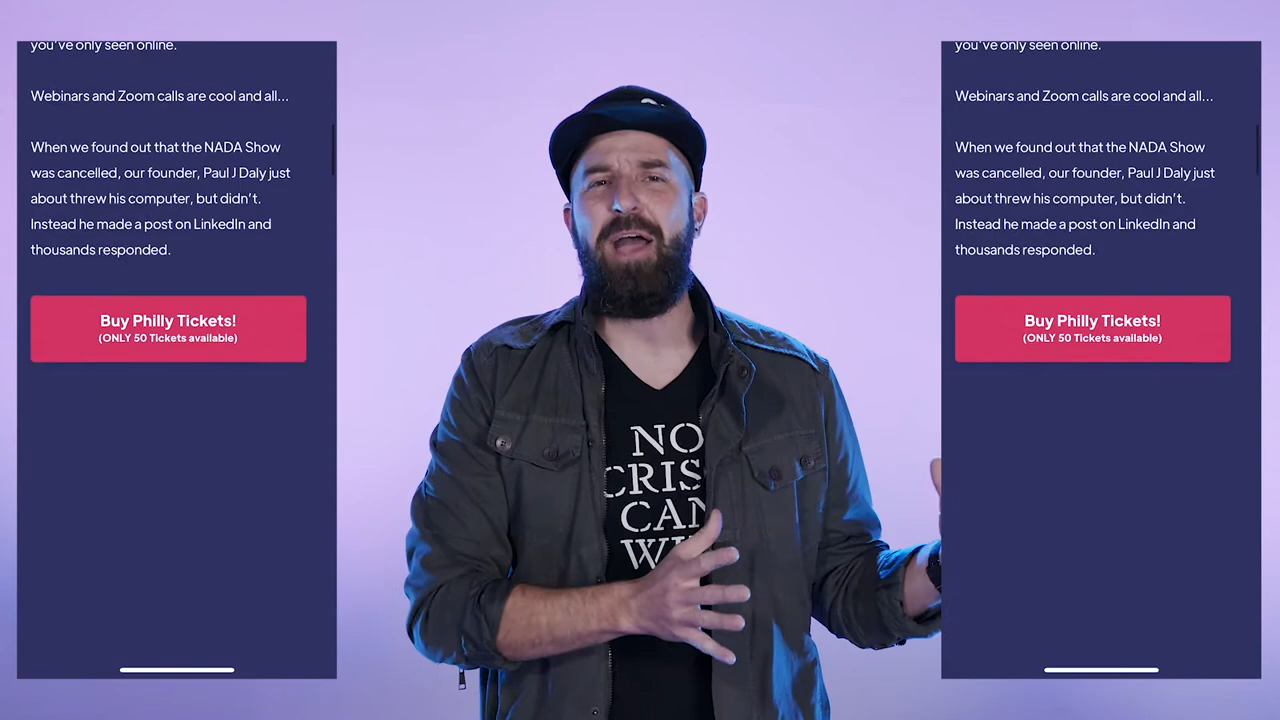 you've only seen online.
Webinars and Zoom calls are cool and all...
When we found out that the NADA Show
was cancelled, our founder, Paul J Daly just
about threw his computer, but didn't.
Instead he made a post on LinkedIn and
thousands responded.
Buy Philly Tickets!
(ONLY 50 Tickets available)
NO
CRIS
CAN
W
you've only seen online.
Webinars and Zoom calls are cool and all...
When we found out that the NADA Show
was cancelled, our founder, Paul J Daly just
about threw his computer, but didn't.
Instead he made a post on LinkedIn and
thousands responded.
Buy Philly Tickets!
(ONLY 50 Tickets available)